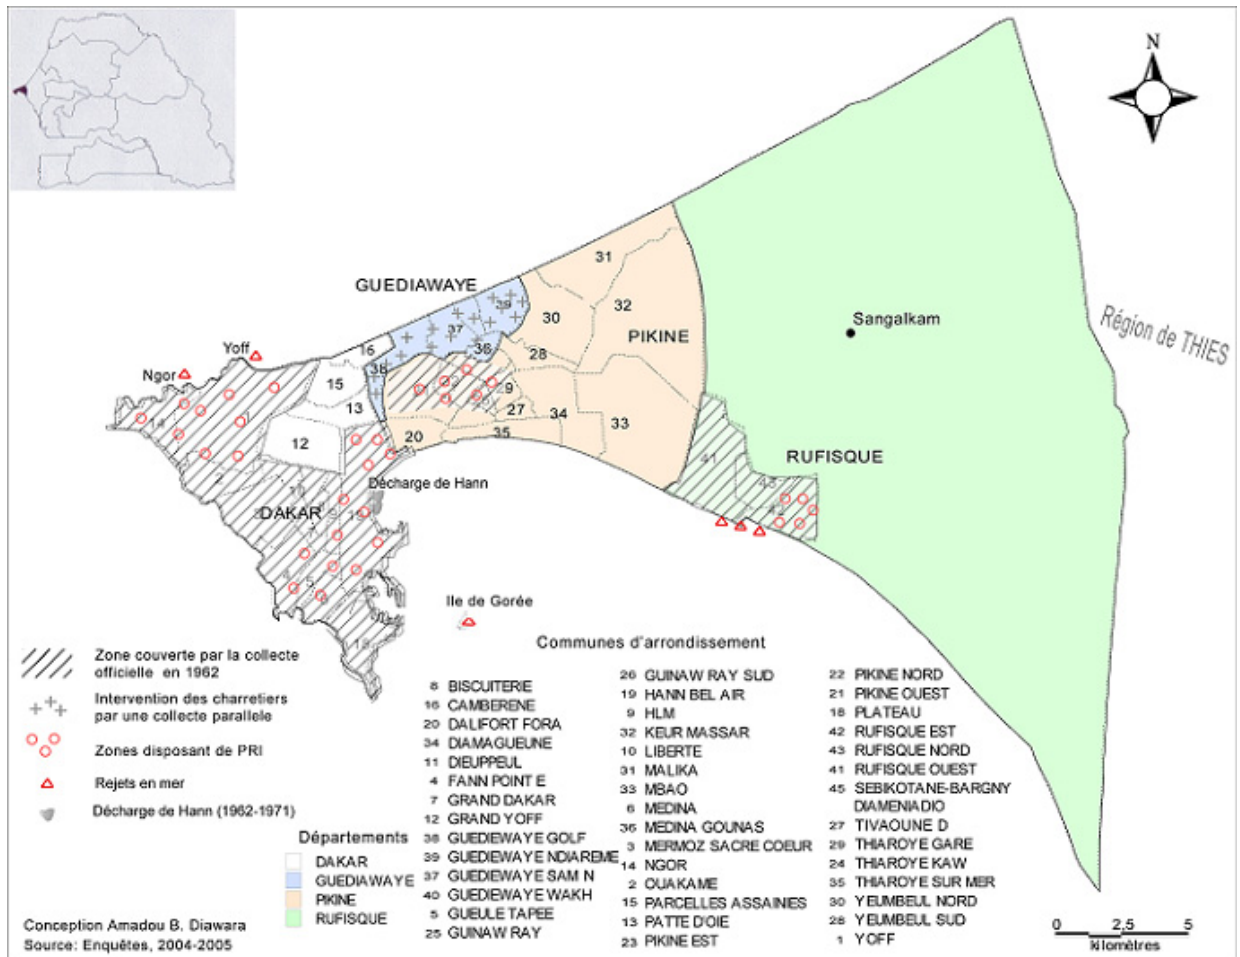 N
31
GUEDIAWAYE
39
32
30
37
PIKINE
Sangalkam
Région de THIES
Yoff
16
36
28
38
Ngor
15
29
14
1
13
27
34
33
12
20
35
41
RUFISQUE
2
43
Décharge de Hann
42
DAKAR
19
9
4
5
6
18
Ile de Gorée
Zone couverte par la collecte
officielle en 1962
Intervention des charretiers
par une collecte parallele
Zones disposant de PRI
Rejets en mer
Décharge de Hann (1962-1971)
Départements
DAKAR
GUEDIAWAYE
PIKINE
RUFISQUE
Conception Amadou B. Diawara
Source: Enquêtes, 2004-2005
Communes d'arrondissement
8 BISCUITERIE
16 CAMBERENE
20 DALIFORT FORA
34 DIAMAGUEUNE
11 DIEUPPEUL
4 FANN POINT E
7 GRAND DAKAR
12 GRAND YOFF
38 GUEDIEWAYE GOLF
39 GUEDIEWAYE NDIAREME
37 GUEDIEWAYE SAM N
40 GUEDIEWAYE WAKH
5 GUEULE TAPEE
25 GUINAW RAY
26 GUINAW RAY SUD
19 HANN BEL AIR
9 HLM
32 KEUR MASSAR
10 LIBERTE
31 MALIKA
33 MBAO
6 MEDINA
36 MEDINA GOUNAS
3 MERMOZ SACRE COEUR
14 NGOR
2 OUAKAME
15 PARCELLES ASSAINIES
13 PATTE D'OIE
23 PIKINE EST
22 PIKINE NORD
21 PIKINE OUEST
18 PLATEAU
42 RUFISQUE EST
43 RUFISQUE NORD
41 RUFISQUE OUEST
45 SEBIKOTANE-BARGNY
DIAMENIADIO
27 TIVAOUNE D
29 THIAROYE GARE
24 THIAROYE KAW
35 THIAROYE SUR MER
30 YEUMBEUL NORD
28 YEUMBEUL SUD
1 YOFF
0 2,5 5
kilomètres